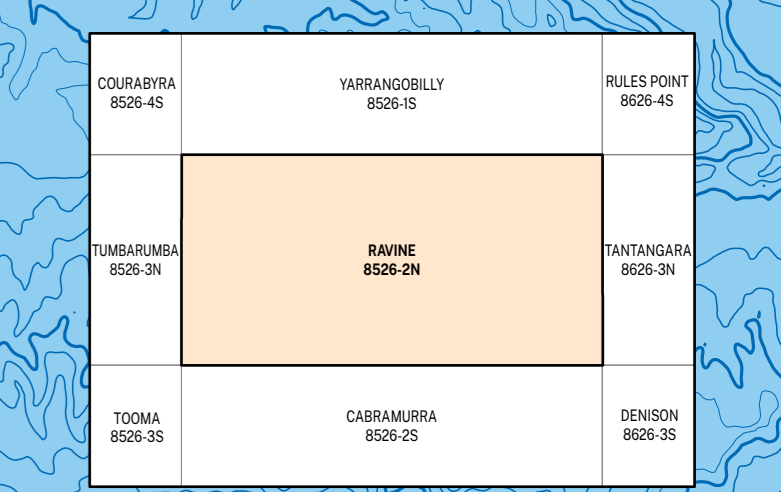 COURABYRA
8526-4S
YARRANGOBILLY
8526-1S
RULES POINT
8626-4S
TUMBARUMBA
8526-3N
RAVINE
8526-2N
TANTANGARA
8626-3N
TOOMA
8526-3S
CABRAMURRA
8526-2S
DENISON
8626-3S